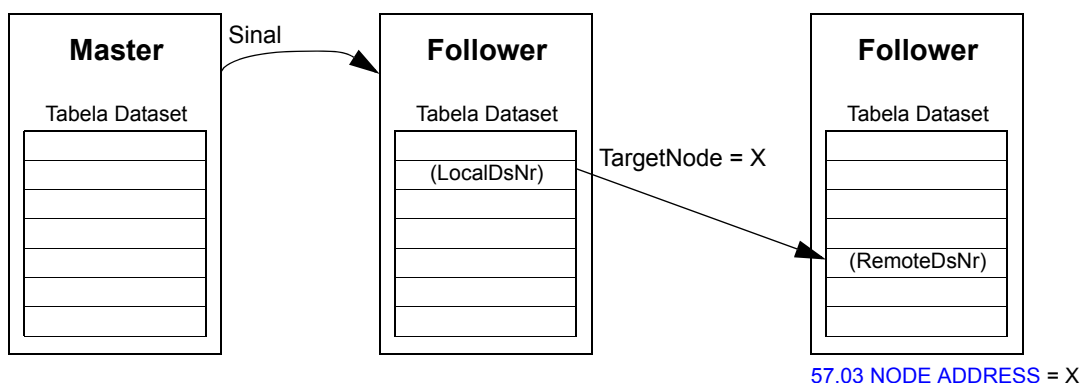 Master
Tabela Dataset
Sinal
Follower
Tabela Dataset
(LocalDsNr)
TargetNode = X
Follower
Tabela Dataset
(RemoteDsNr)
57.03 NODE ADDRESS = X